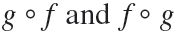 g ∘ f and f ∘ g